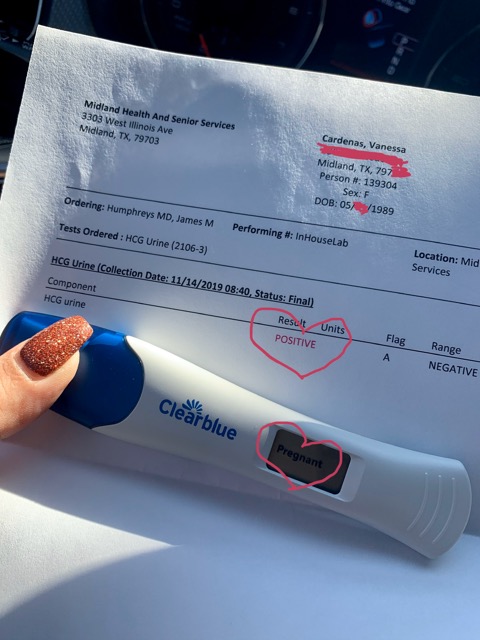 Midland Health And Senior Services
3303 West Illinois Ave
Midland, TX, 79703
Cardenas, Vanessa
Midland, TX, 797
Person #: 139304
Sex: F
DOB: 05/ /1989
Ordering: Humphreys MD, James M
Performing #: InHouseLab
Location: Mid
Services
Tests Ordered : HCG Urine (2106-3)
HCG Urine (Collection Date: 11/14/2019 08:40, Status: Final)
Component
Result
Units
Flag
Range
HCG urine
POSITIVE
A
NEGATIVE
Clearblue
Pregnant